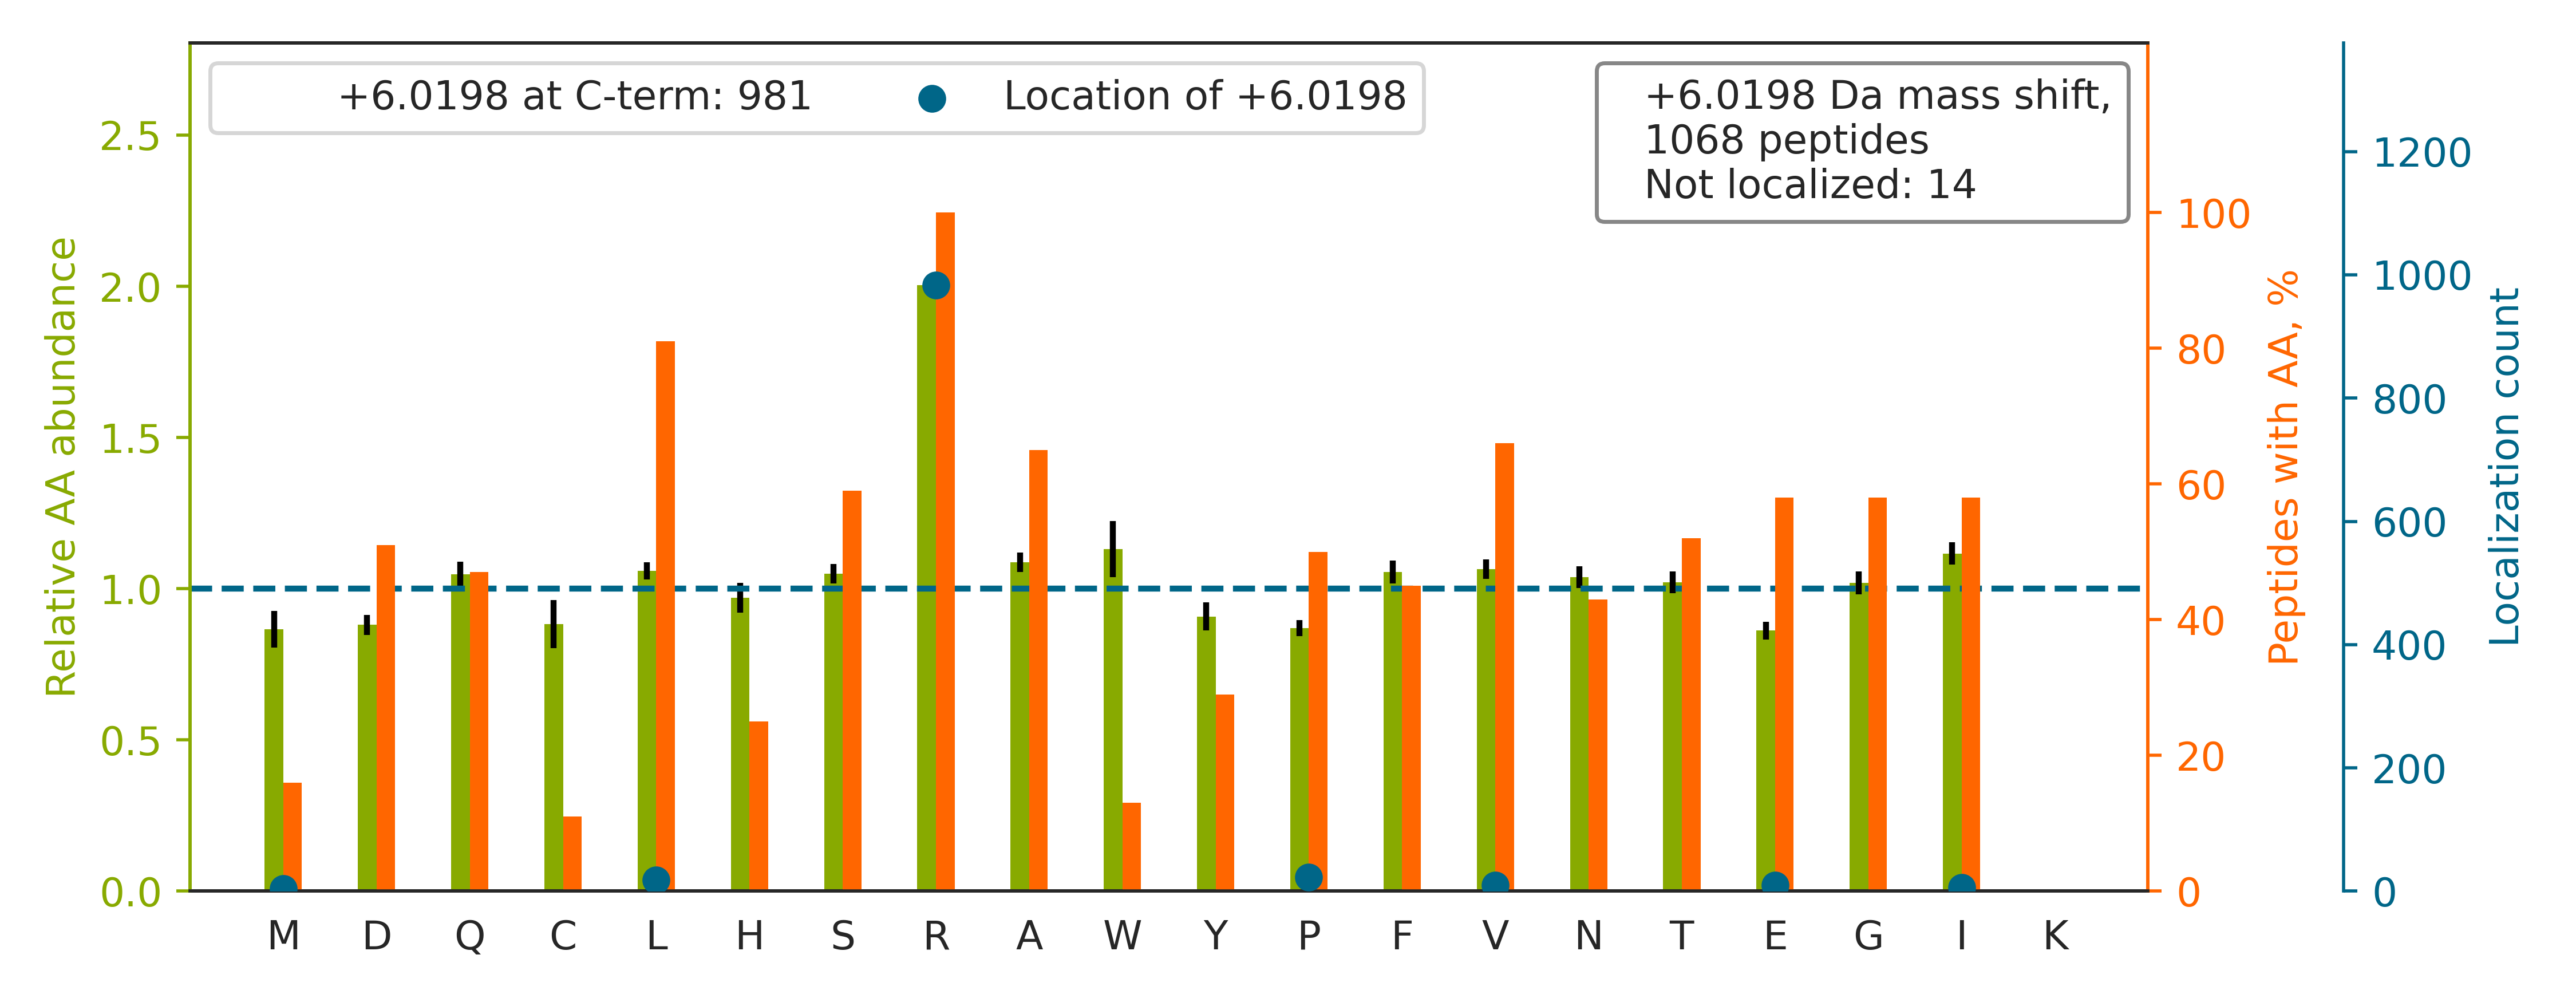 +6.0198 at C-term: 981
Location of +6.0198
+6.0198 Da mass shift,
1068 peptides
Not localized: 14
Relative AA abundance
2.5
2.0
1.5
1.0
0.5
0.0
M D Q C L H S R A W Y P F V N T E G I K
100
80
60
40
20
0
Peptides with AA, %
1200
1000
800
600
400
200
0
Localization count